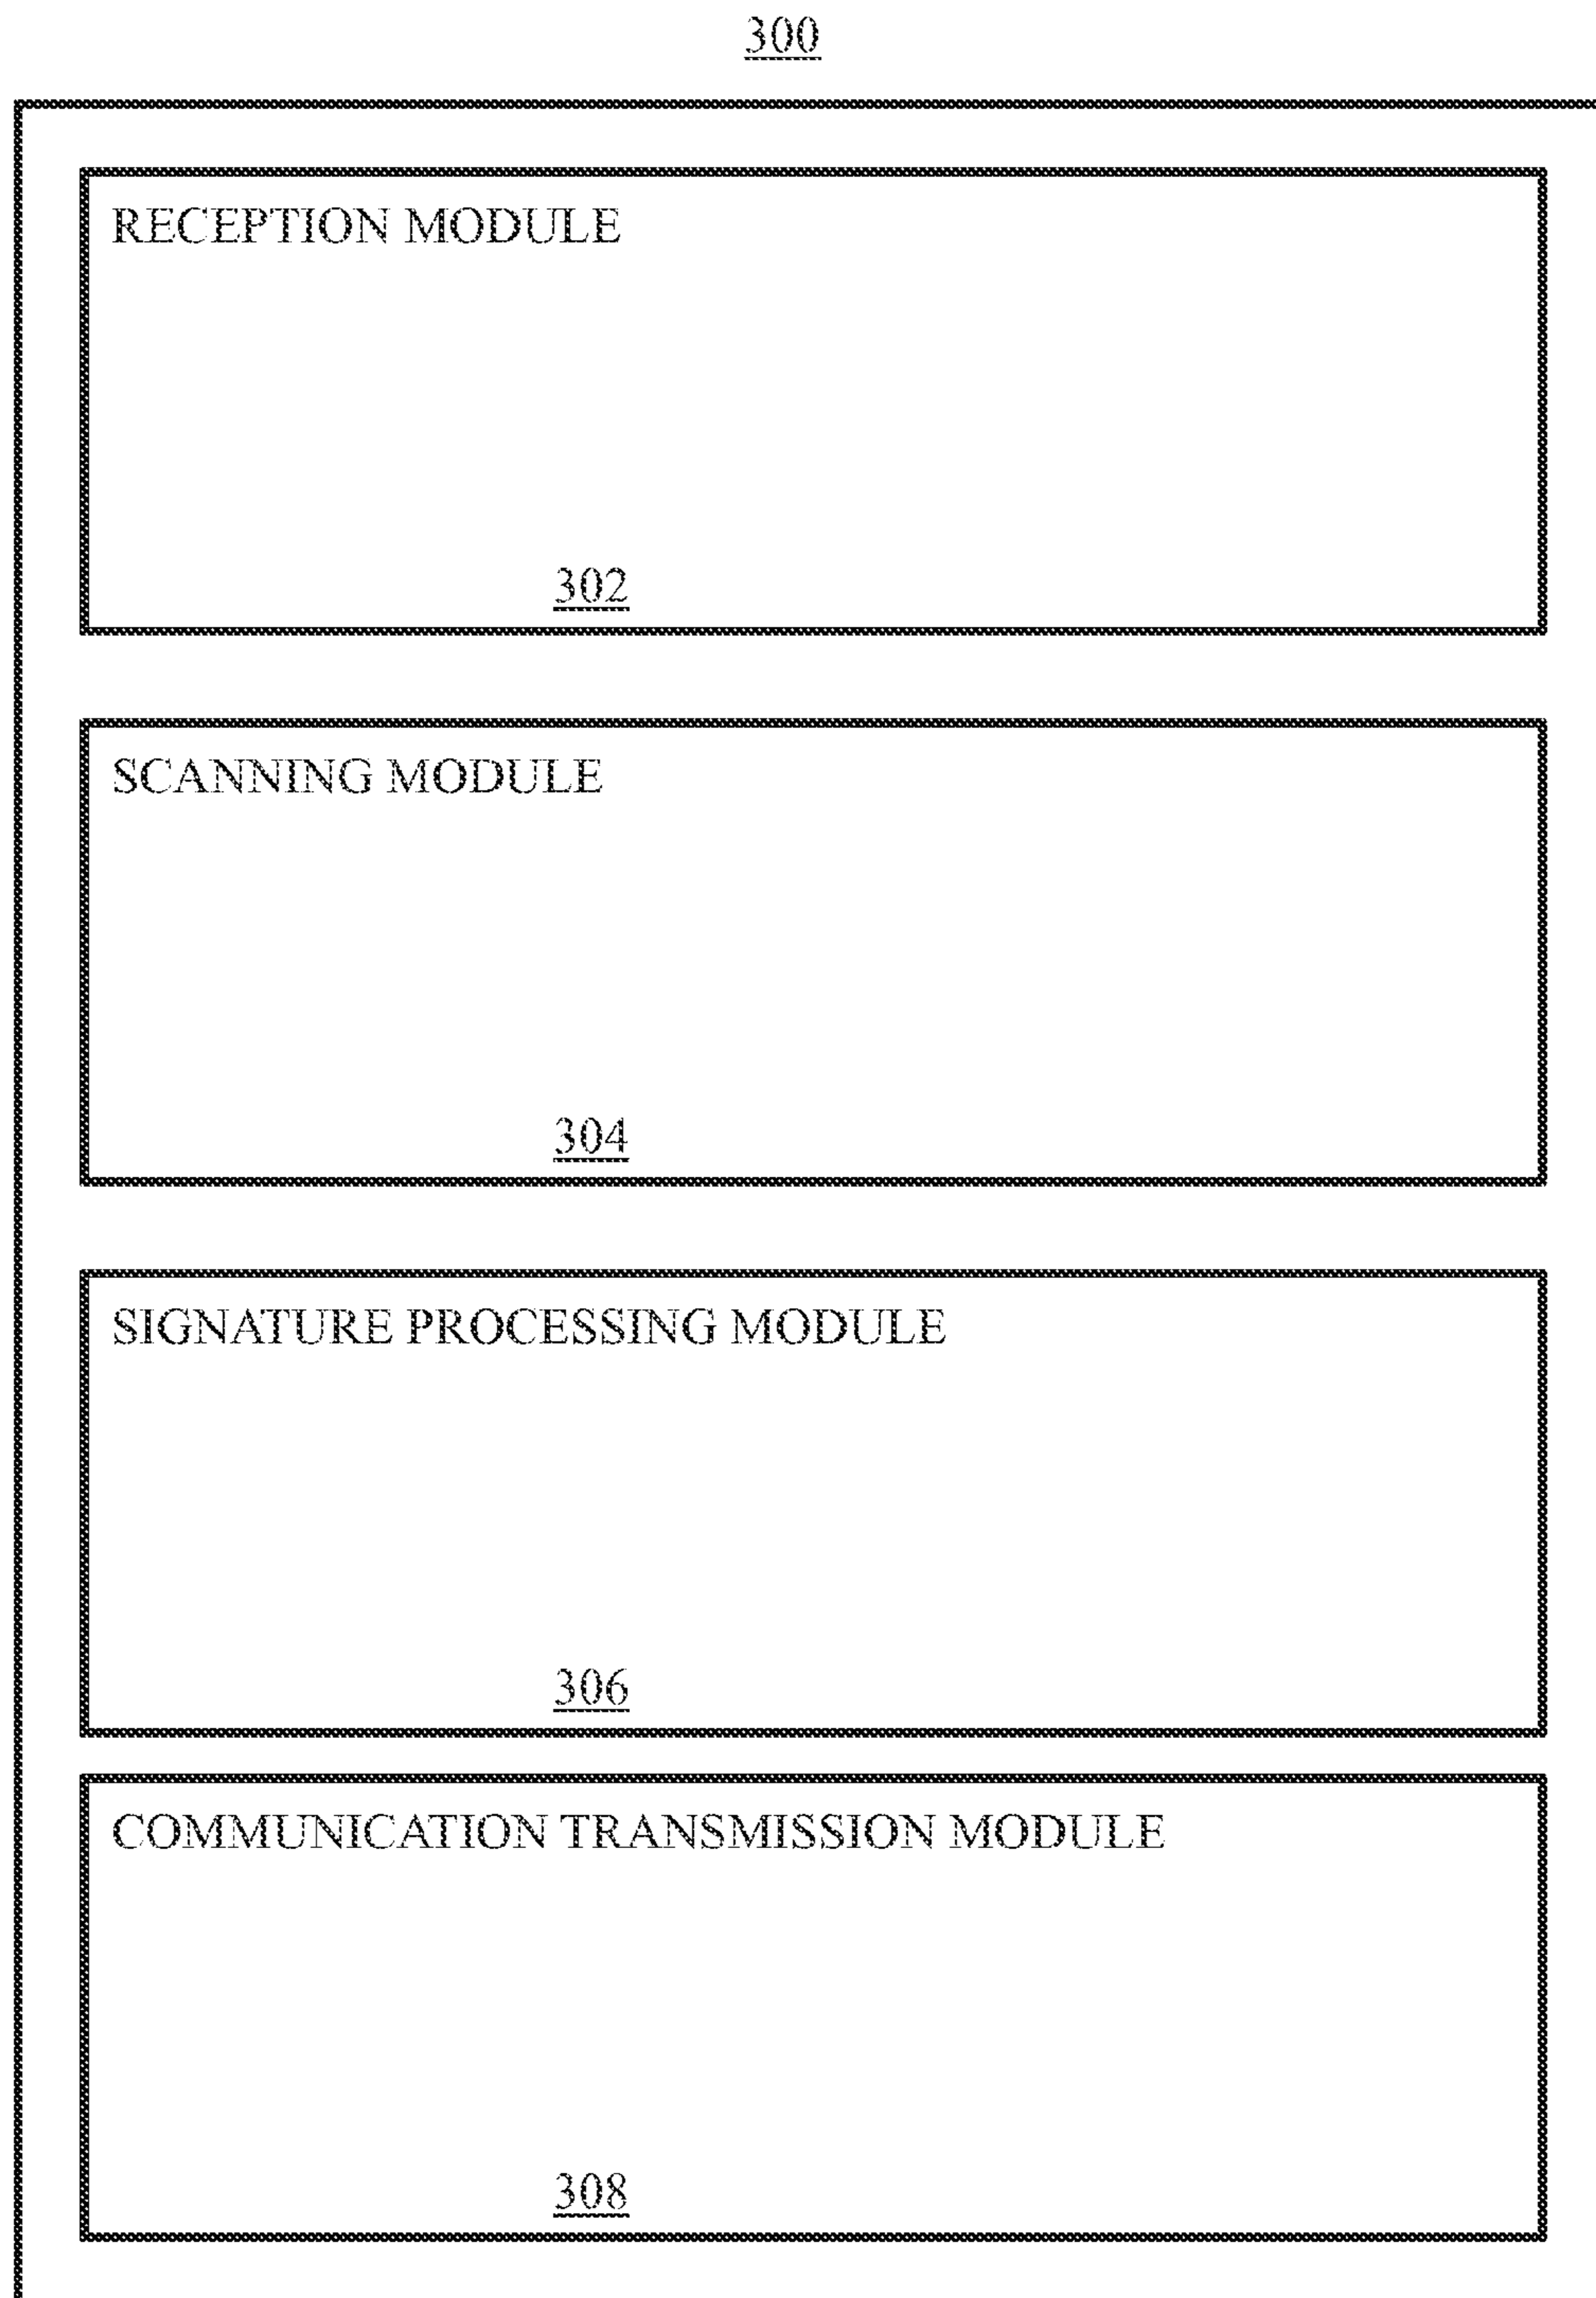 300
RECEPTION MODULE
302
SCANNING MODULE
304
SIGNATURE PROCESSING MODULE
306
COMMUNICATION TRANSMISSION MODULE
308